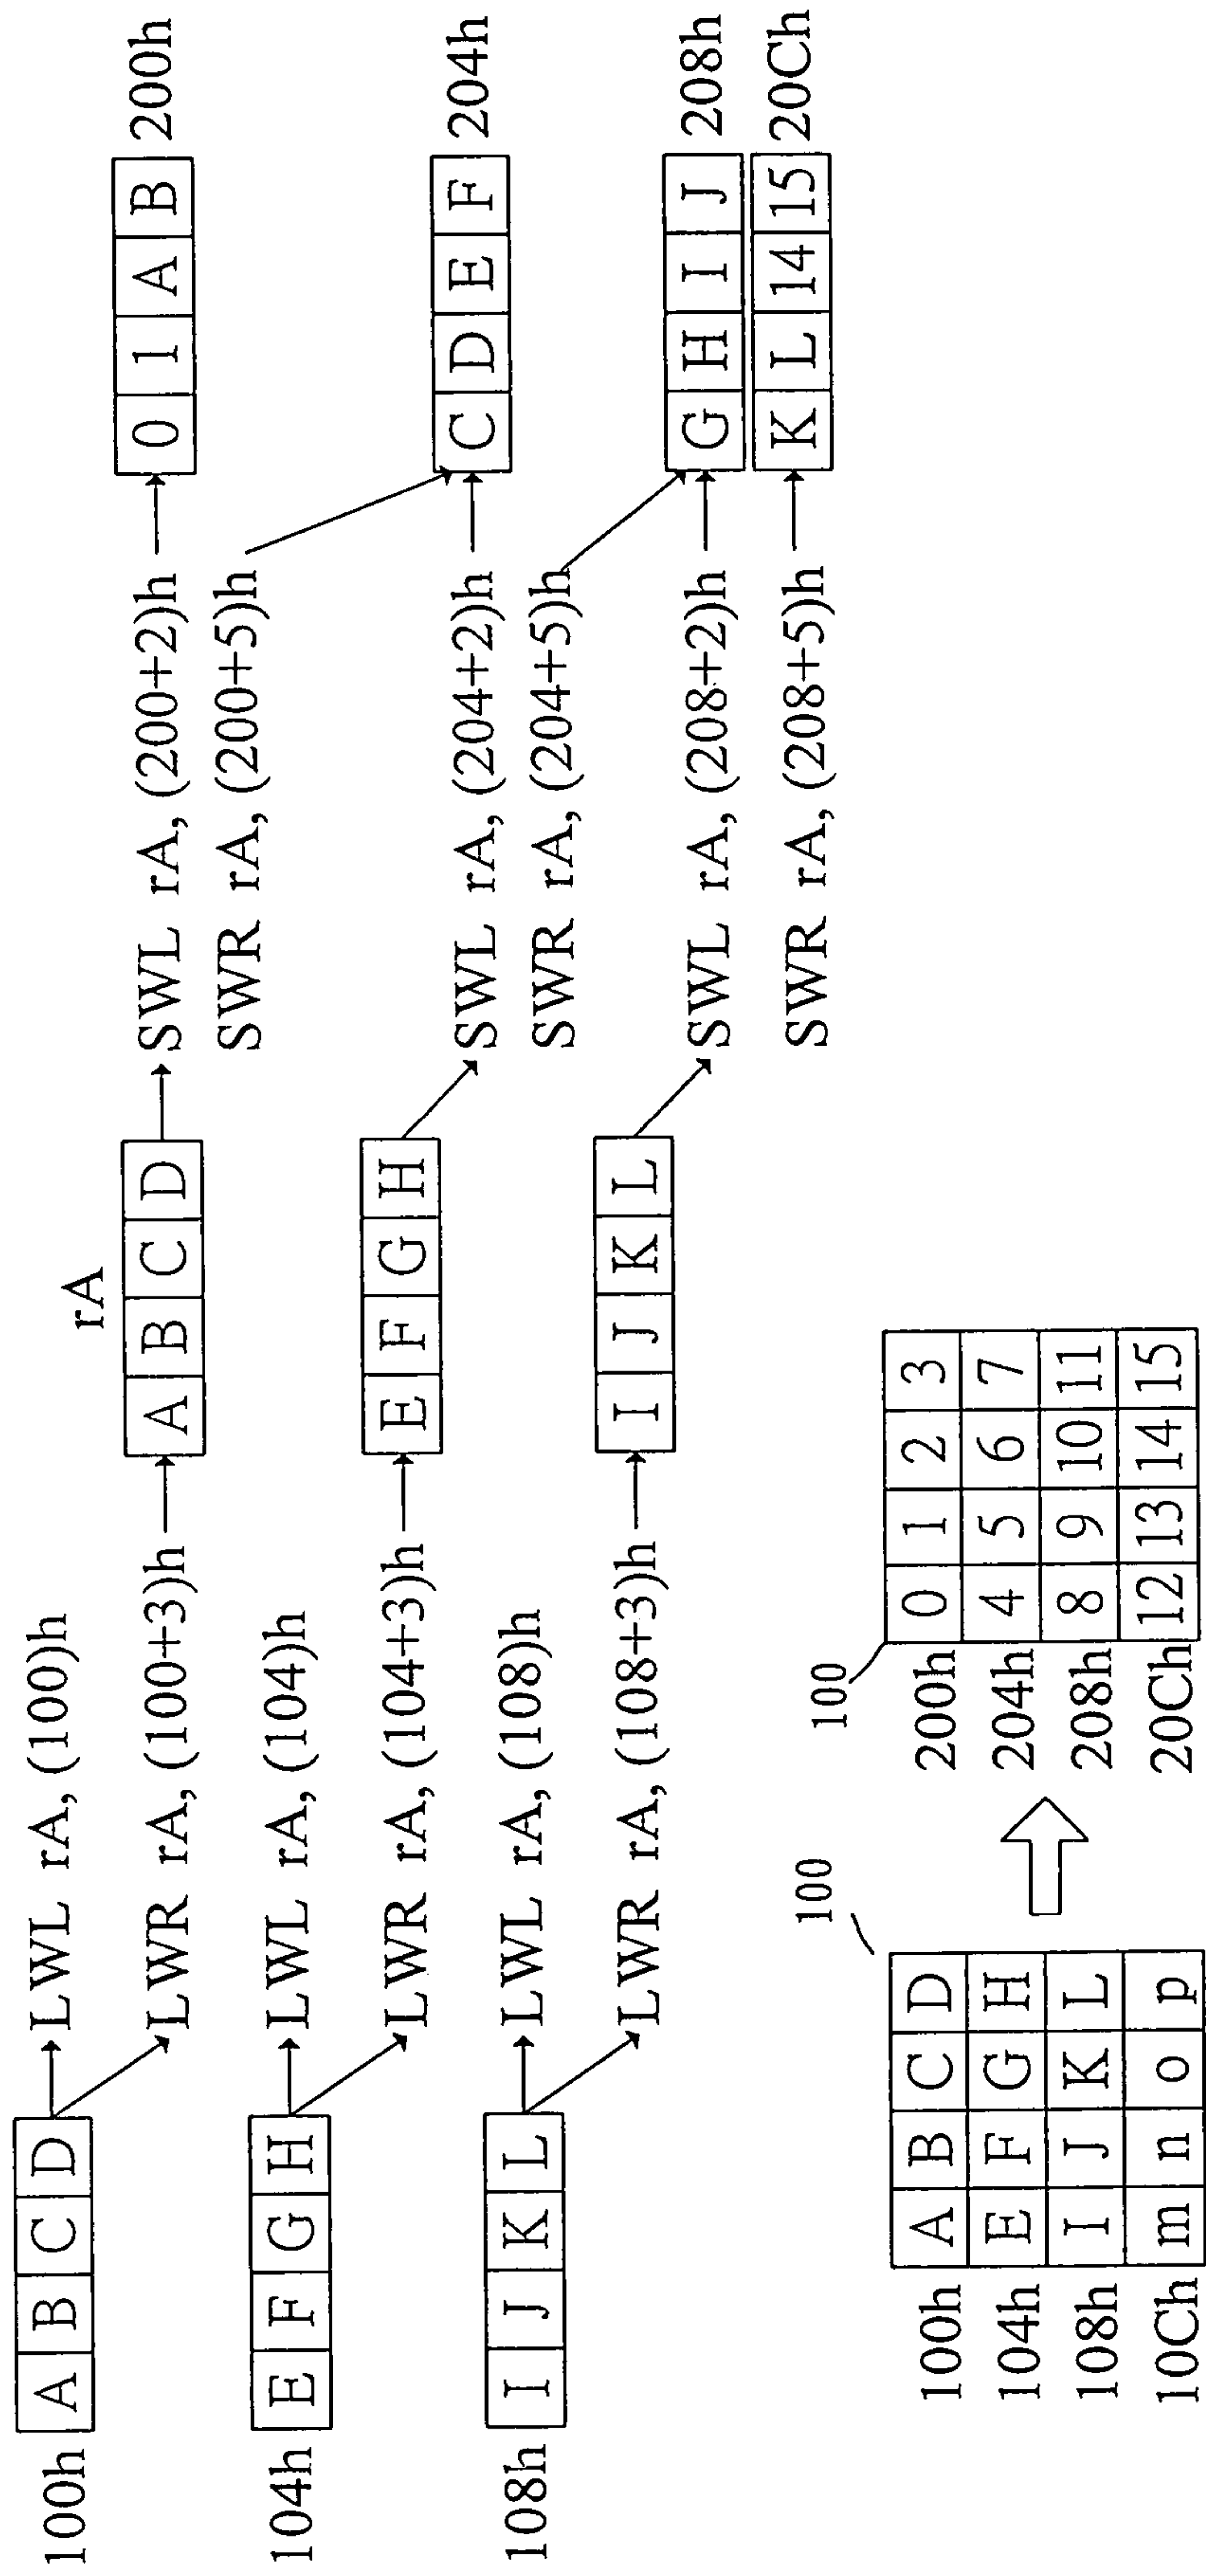 rA
100h A B C D
LWL rA, (100)h
LWR rA, (100+3)h
A B C D
SWL rA, (200+2)h
SWR rA, (200+5)h
0 1 A B 200h
104h E F G H
LWL rA, (104)h
LWR rA, (104+3)h
E F G H
SWL rA, (204+2)h
SWR rA, (204+5)h
C D E F 204h
108h I J K L
LWL rA, (108)h
LWR rA, (108+3)h
I J K L
SWL rA, (208+2)h
SWR rA, (208+5)h
G H I J 208h
K L 14 15 20Ch
100
100h A B C D
104h E F G H
108h I J K L
10Ch m n o p
100
200h 0 1 2 3
204h 4 5 6 7
208h 8 9 10 11
20Ch 12 13 14 15